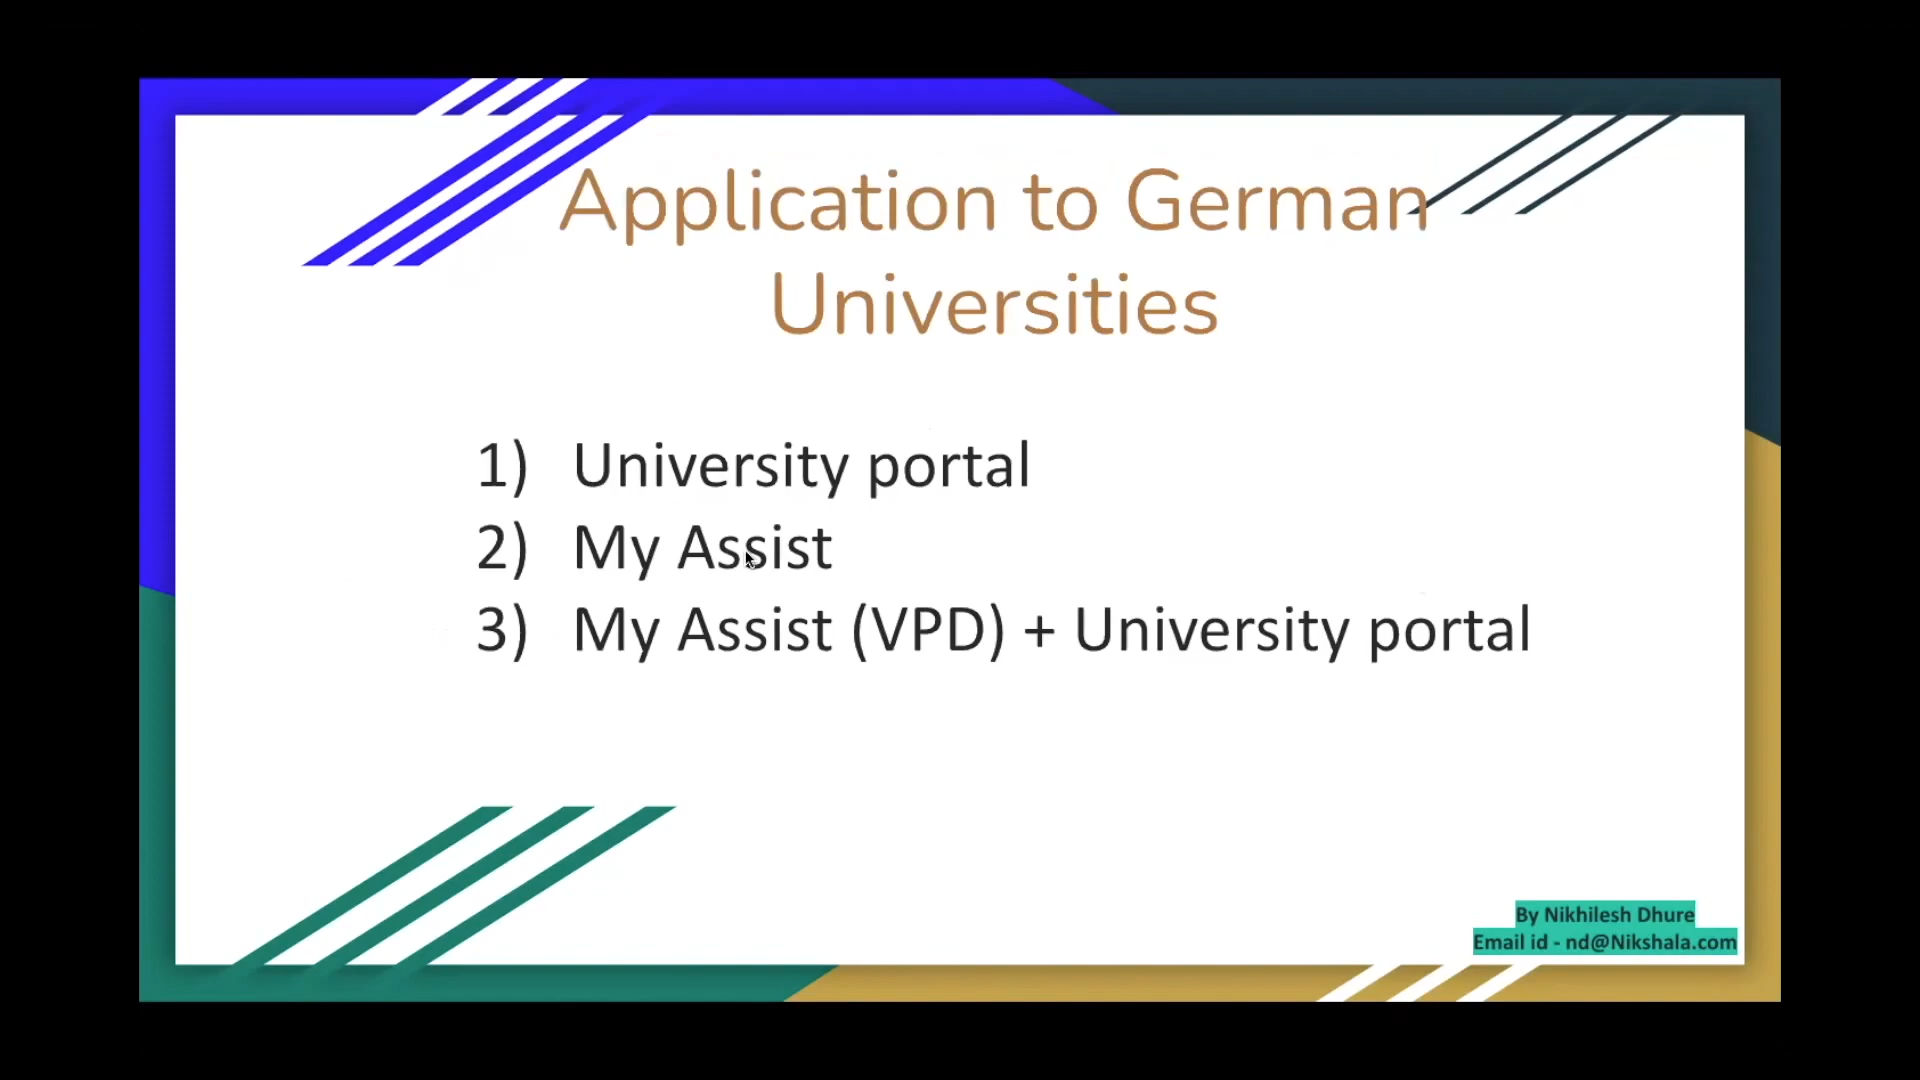 Application to German
Universities
1) University portal
2) My Assist
3) My Assist (VPD) + University portal
By Nikhilesh Dhure
Email id - nd@Nikshala.com